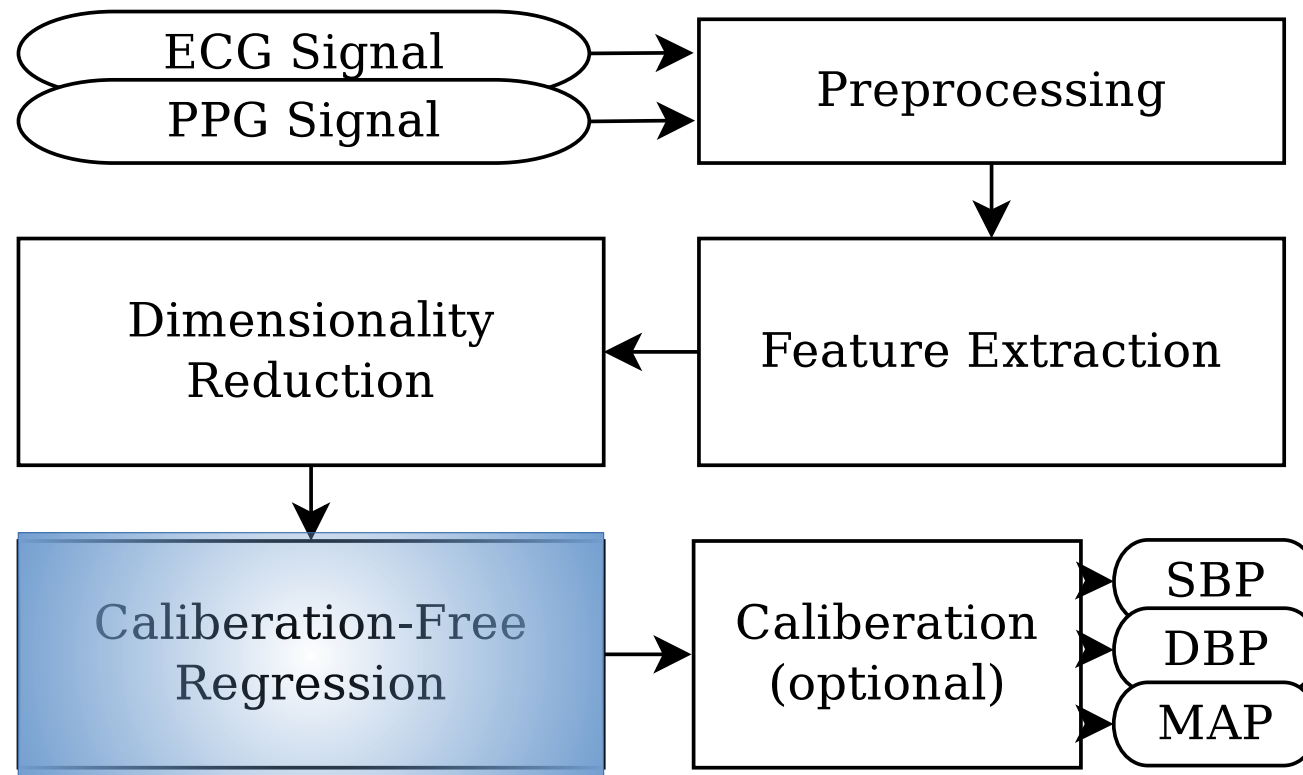 ECG Signal
PPG Signal
Preprocessing
Dimensionality
Reduction
Feature Extraction
Caliberation-Free
Regression
Caliberation
(optional)
SBP
DBP
MAP